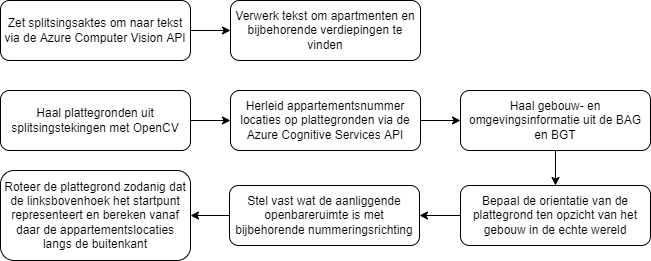 Zet splitsingsaktes om naar tekst
via de Azure Computer Vision API
Verwerk tekst om apartmenten en
bijbehorende verdiepingen te
vinden
Haal plattegronden uit
splitsingstekingen met OpenCV
Herleid appartementsnummer
locaties op plattegronden via de
Azure Cognitive Services API
Haal gebouw- en
omgevingsinformatie uit de BAG
en BGT
Roteer de plattegrond zodanig dat
de linksbovenhoek het startpunt
representeert en bereken vanaf
daar de appartementslocaties
langs de buitenkant
Stel vast wat de aanliggende
openbareruimte is met
bijbehorende nummeringsrichting
Bepaal de orientatie van de
plattegrond ten opzicht van het
gebouw in de echte wereld